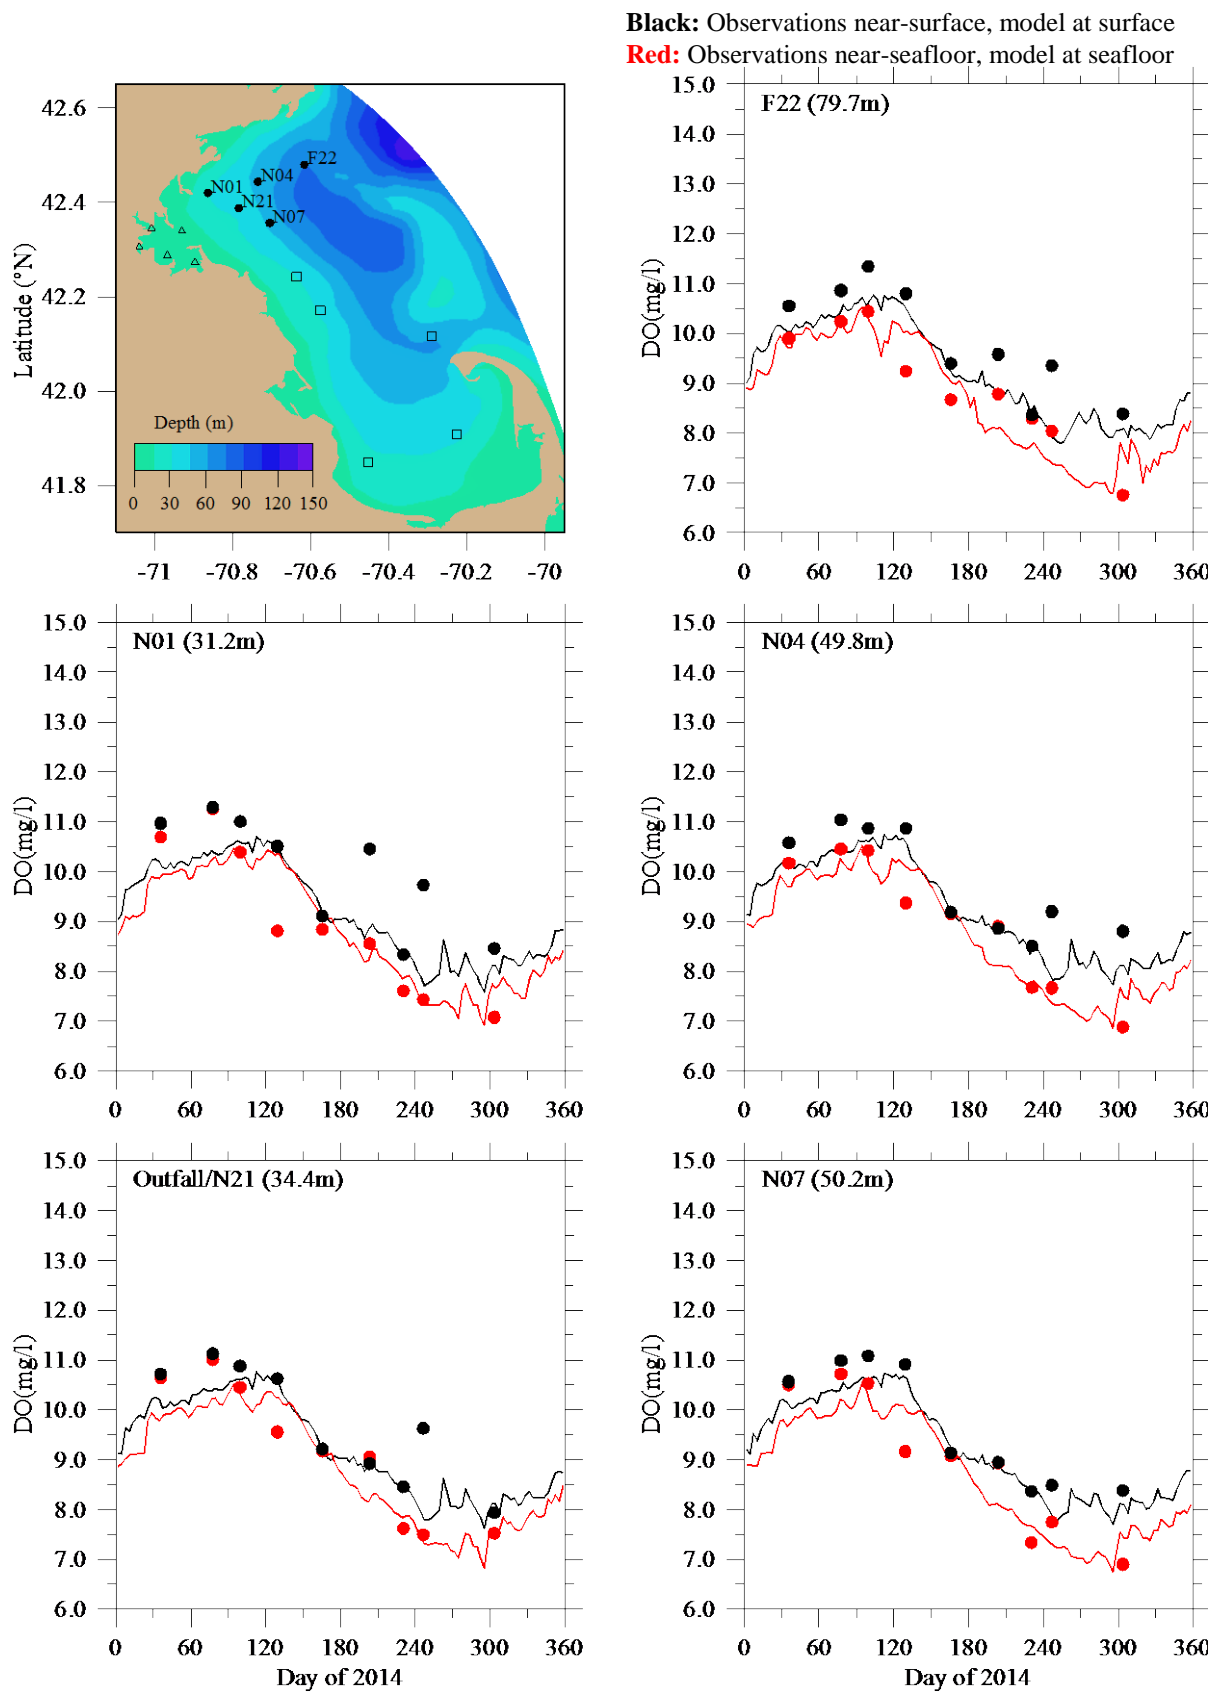 Black: Observations near-surface, model at surface
Red: Observations near-seafloor, model at seafloor
42.6
42.4
42.2
42.0
41.8
Latitude (°N)
F22
N04
N01
N21
N07
Depth (m)
0 30 60 90 120 150
-71 -70.8 -70.6 -70.4 -70.2 -70
F22 (79.7m)
15.0
14.0
13.0
12.0
11.0
10.0
9.0
8.0
7.0
6.0
DO(mg/l)
0 60 120 180 240 300 360
N01 (31.2m)
15.0
14.0
13.0
12.0
11.0
10.0
9.0
8.0
7.0
6.0
DO(mg/l)
0 60 120 180 240 300 360
N04 (49.8m)
15.0
14.0
13.0
12.0
11.0
10.0
9.0
8.0
7.0
6.0
DO(mg/l)
0 60 120 180 240 300 360
Outfall/N21 (34.4m)
15.0
14.0
13.0
12.0
11.0
10.0
9.0
8.0
7.0
6.0
DO(mg/l)
0 60 120 180 240 300 360
Day of 2014
N07 (50.2m)
15.0
14.0
13.0
12.0
11.0
10.0
9.0
8.0
7.0
6.0
DO(mg/l)
0 60 120 180 240 300 360
Day of 2014